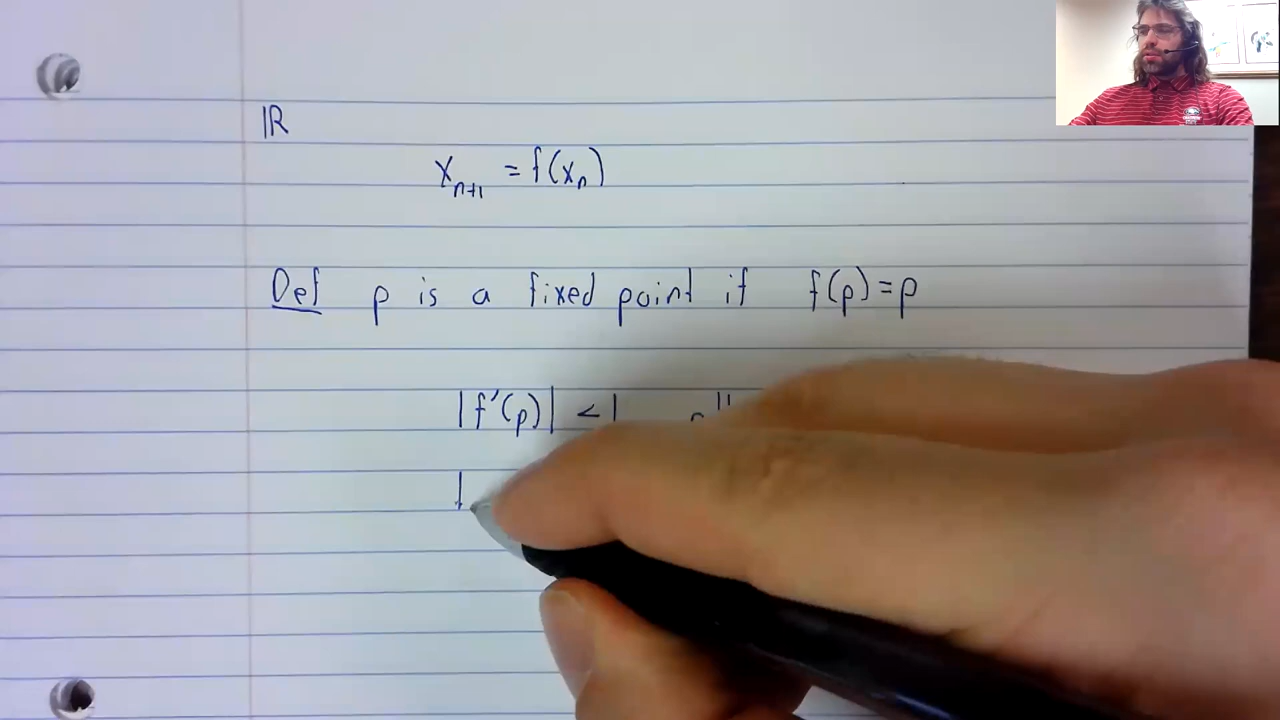 ℝ
x_{n+1} = f(x_n)
Def p is a fixed point if f(p) = p
|f'(p)| < 1
|